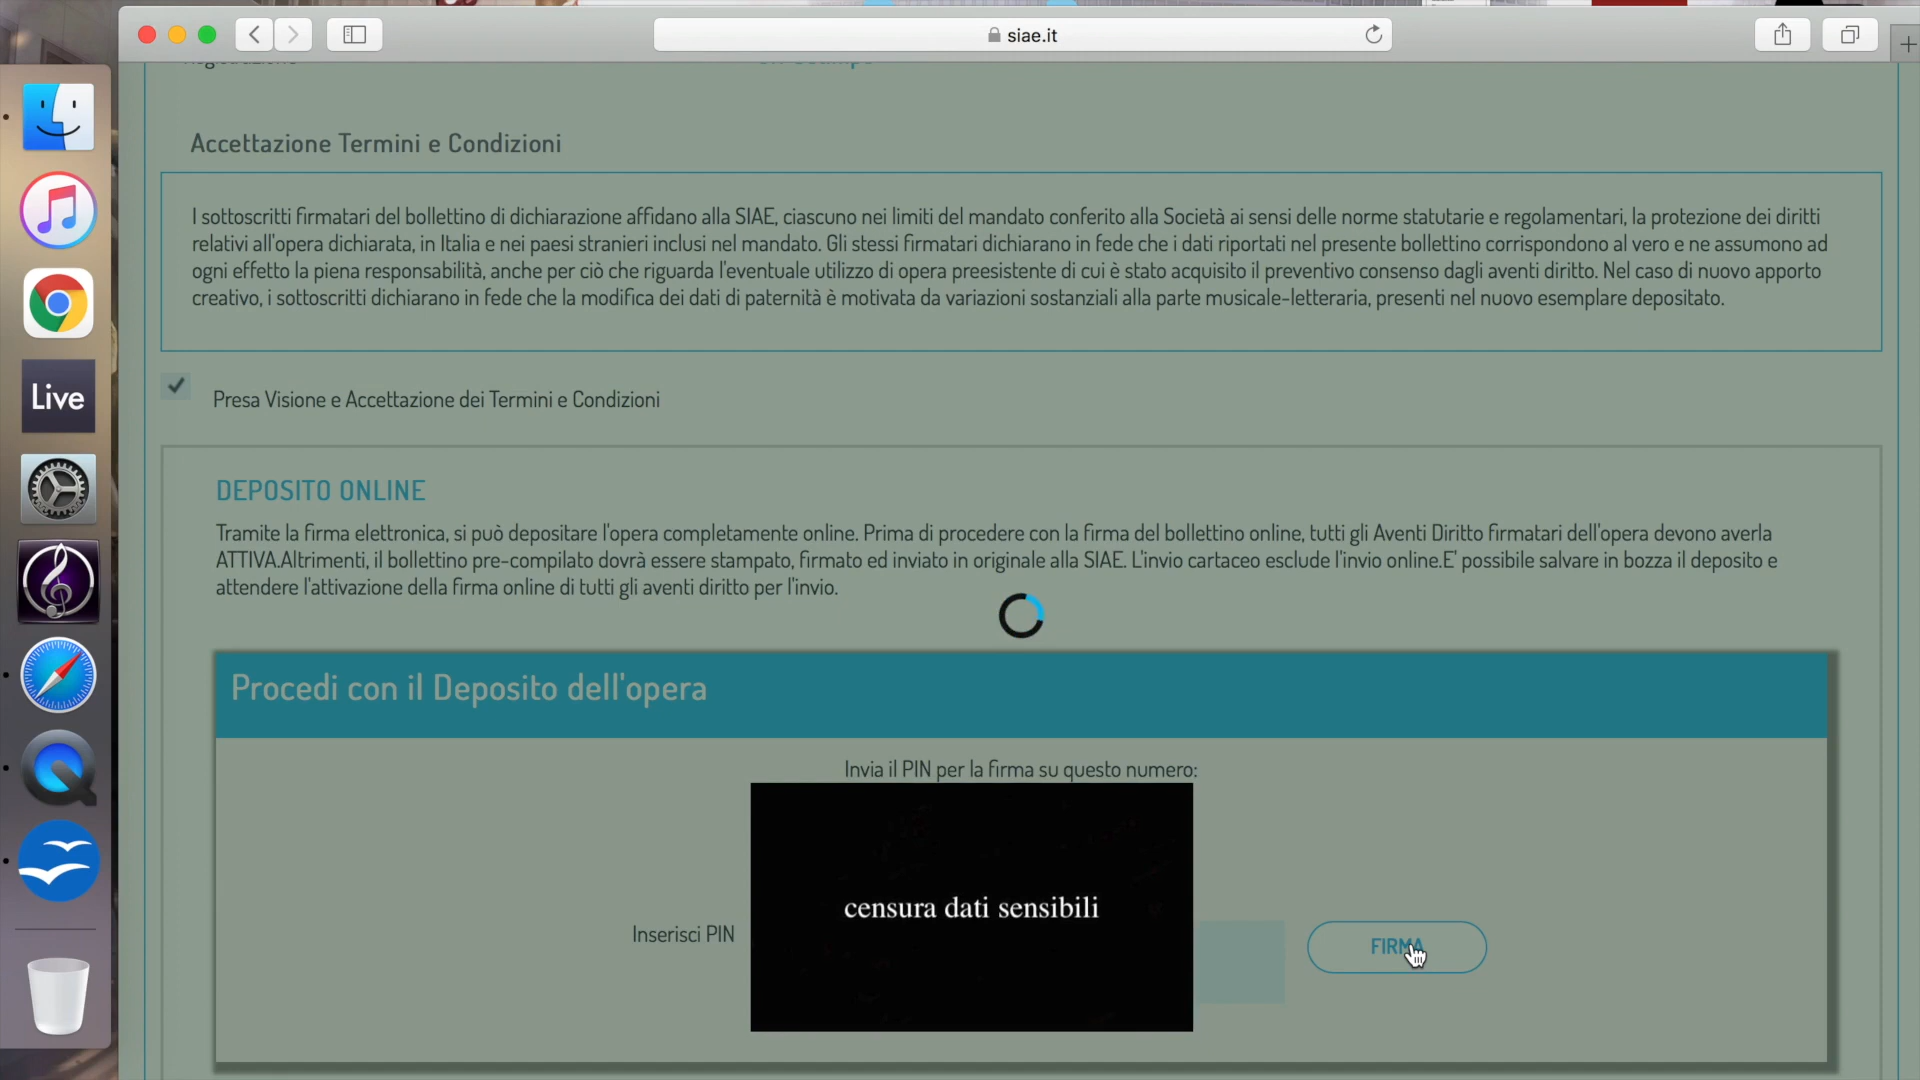 siae.it
Accettazione Termini e Condizioni
I sottoscritti firmatari del bollettino di dichiarazione affidano alla SIAE, ciascuno nei limiti del mandato conferito alla Società ai sensi delle norme statutarie e regolamentari, la protezione dei diritti
relativi all'opera dichiarata, in Italia e nei paesi stranieri inclusi nel mandato. Gli stessi firmatari dichiarano in fede che i dati riportati nel presente bollettino corrispondono al vero e ne assumono ad
ogni effetto la piena responsabilità, anche per ciò che riguarda l'eventuale utilizzo di opera preesistente di cui è stato acquisito il preventivo consenso dagli aventi diritto. Nel caso di nuovo apporto
creativo, i sottoscritti dichiarano in fede che la modifica dei dati di paternità è motivata da variazioni sostanziali alla parte musicale-letteraria, presenti nel nuovo esemplare depositato.
Live
Presa Visione e Accettazione dei Termini e Condizioni
DEPOSITO ONLINE
Tramite la firma elettronica, si può depositare l'opera completamente online. Prima di procedere con la firma del bollettino online, tutti gli Aventi Diritto firmatari dell'opera devono averla
ATTIVA.Altrimenti, il bollettino pre-compilato dovrà essere stampato, firmato ed inviato in originale alla SIAE. L'invio cartaceo esclude l'invio online.E' possibile salvare in bozza il deposito e
attendere l'attivazione della firma online di tutti gli aventi diritto per l'invio.
Procedi con il Deposito dell'opera
Invia il PIN per la firma su questo numero:
censura dati sensibili
Inserisci PIN
FIRMA